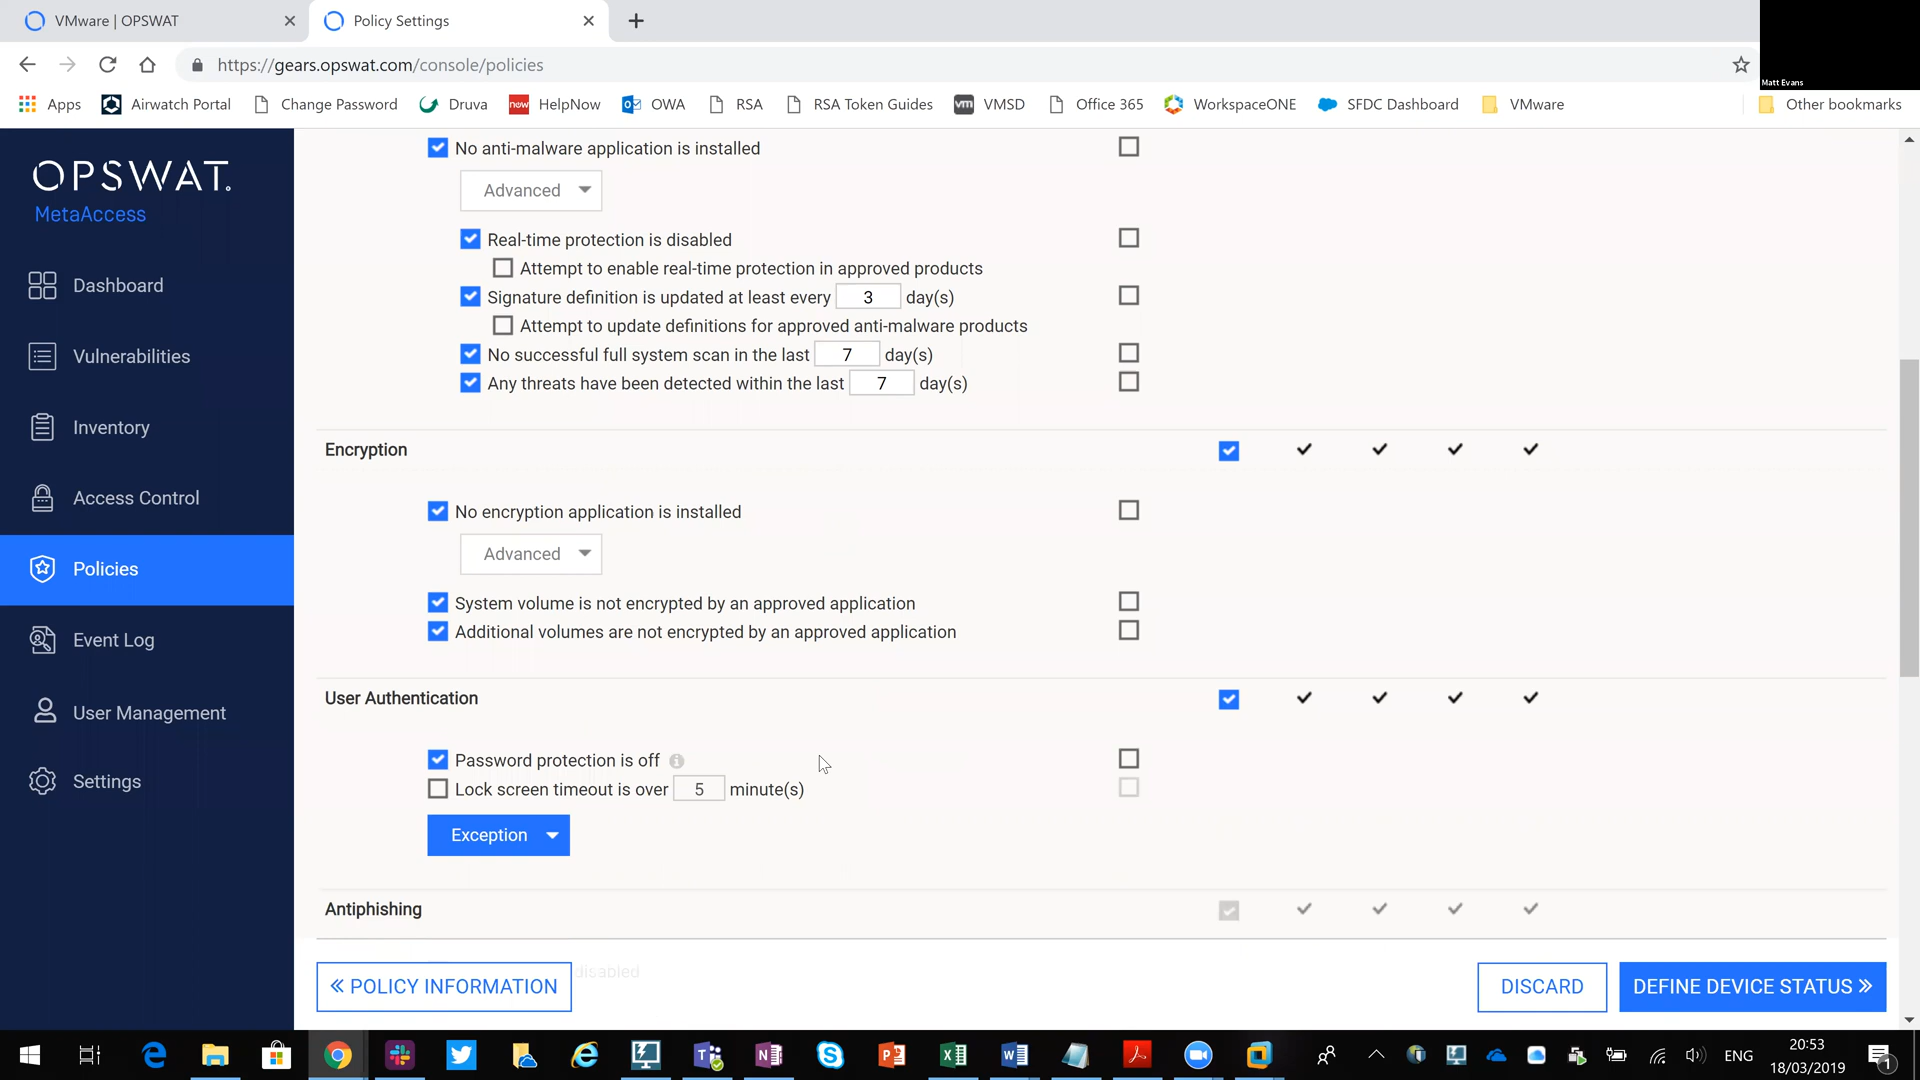 VMware | OPSWAT
Policy Settings
https://gears.opswat.com/console/policies
Matt Evans
Apps
Airwatch Portal
Change Password
Druva
now
HelpNow
OWA
RSA
RSA Token Guides
vm
VMSD
Office 365
WorkspaceONE
SFDC Dashboard
VMware
Other bookmarks
OPSWAT.
MetaAccess
Dashboard
Vulnerabilities
Inventory
Access Control
Policies
Event Log
User Management
Settings
No anti-malware application is installed
Advanced
Real-time protection is disabled
Attempt to enable real-time protection in approved products
Signature definition is updated at least every 3 day(s)
Attempt to update definitions for approved anti-malware products
No successful full system scan in the last 7 day(s)
Any threats have been detected within the last 7 day(s)
Encryption
No encryption application is installed
Advanced
System volume is not encrypted by an approved application
Additional volumes are not encrypted by an approved application
User Authentication
Password protection is off
Lock screen timeout is over 5 minute(s)
Exception
Antiphishing
disabled
« POLICY INFORMATION
DISCARD
DEFINE DEVICE STATUS »
ENG
20:53
18/03/2019
1